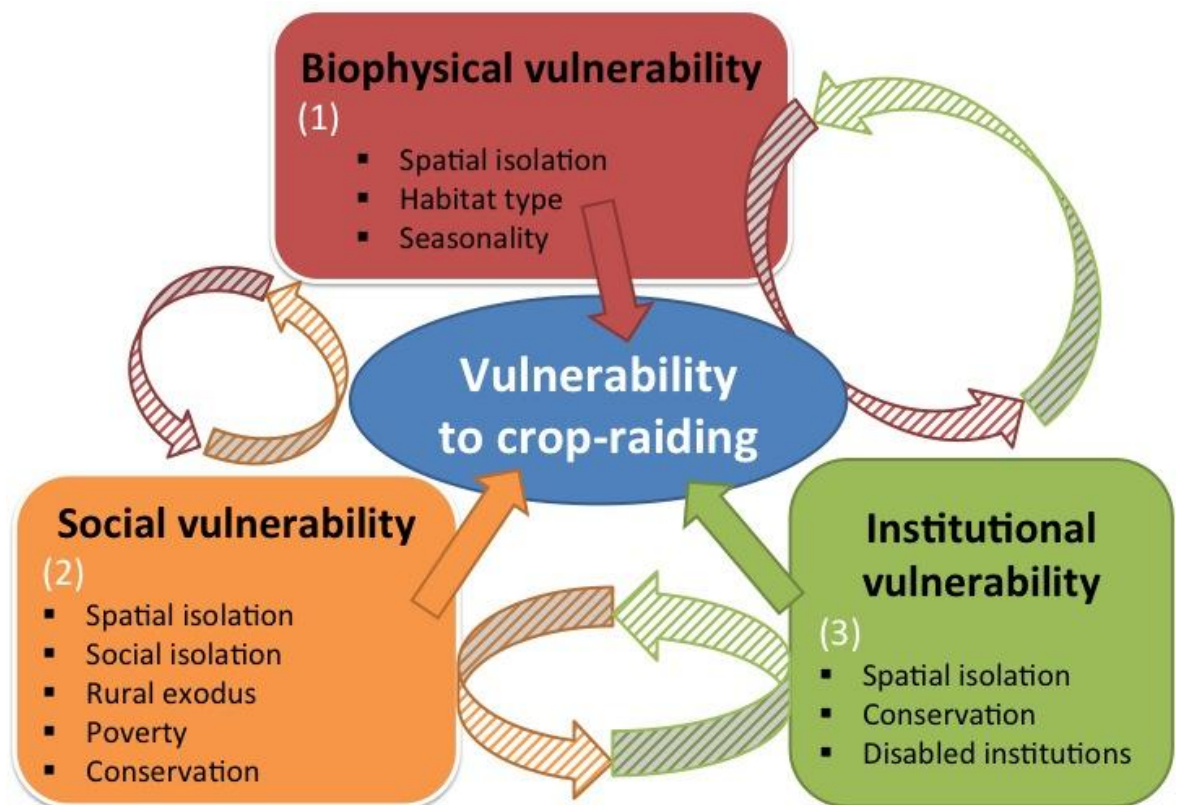 Biophysical vulnerability
(1)
▪ Spatial isolation
▪ Habitat type
▪ Seasonality
Vulnerability
to crop-raiding
Social vulnerability
(2)
▪ Spatial isolation
▪ Social isolation
▪ Rural exodus
▪ Poverty
▪ Conservation
Institutional
vulnerability
(3)
▪ Spatial isolation
▪ Conservation
▪ Disabled institutions